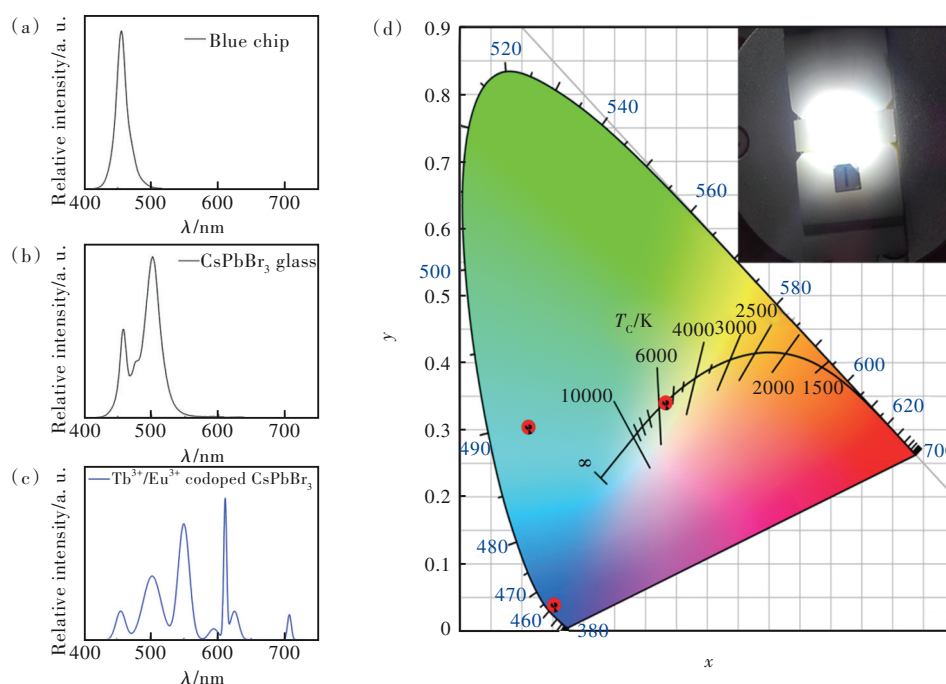 (a)
Relative intensity/a. u.
Blue chip
400 500 600 700
λ/nm
(b)
Relative intensity/a. u.
CsPbBr₃ glass
400 500 600 700
λ/nm
(c)
Relative intensity/a. u.
Tb³⁺/Eu³⁺ codoped CsPbBr₃
400 500 600 700
λ/nm
(d)
0.9
0.8
0.7
0.6
0.5
0.4
0.3
0.2
0.1
0
y
x
520
540
560
500
580
600
620
700
490
480
470
460
380
T_C/K
2500
4000 3000
6000
2000 1500
10000
∞